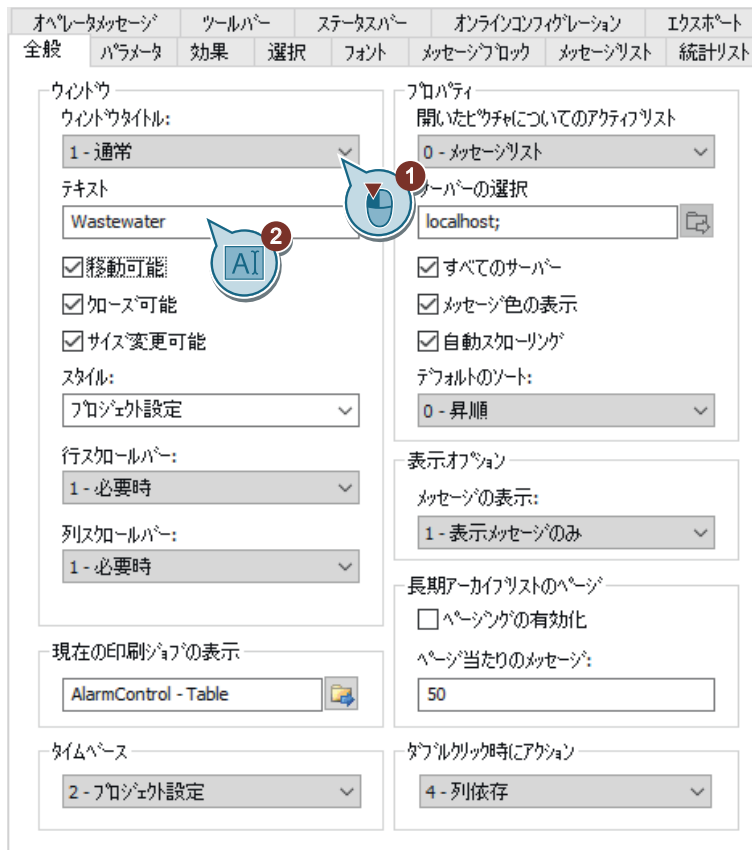 オペレータメッセージ
ツールバー
ステータスバー
オンラインコンフィグレーション
エクスポート
全般
パラメータ
効果
選択
フォント
メッセージブロック
メッセージリスト
統計リスト
ウィンドウ
ウィンドウタイトル:
1 - 通常
テキスト
Wastewater
移動可能
クローズ可能
サイズ変更可能
スタイル:
プロジェクト設定
行スクロールバー:
1 - 必要時
列スクロールバー:
1 - 必要時
現在の印刷ジョブの表示
AlarmControl - Table
タイムベース
2 - プロジェクト設定
1
2
AI
プロパティ
開いたピクチャについてのアクティブリスト
0 - メッセージリスト
サーバーの選択
localhost;
すべてのサーバー
メッセージ色の表示
自動スクローリング
デフォルトのソート:
0 - 昇順
表示オプション
メッセージの表示:
1 - 表示メッセージのみ
長期アーカイブリストのページ
ページングの有効化
ページ当たりのメッセージ:
50
ダブルクリック時にアクション
4 - 列依存